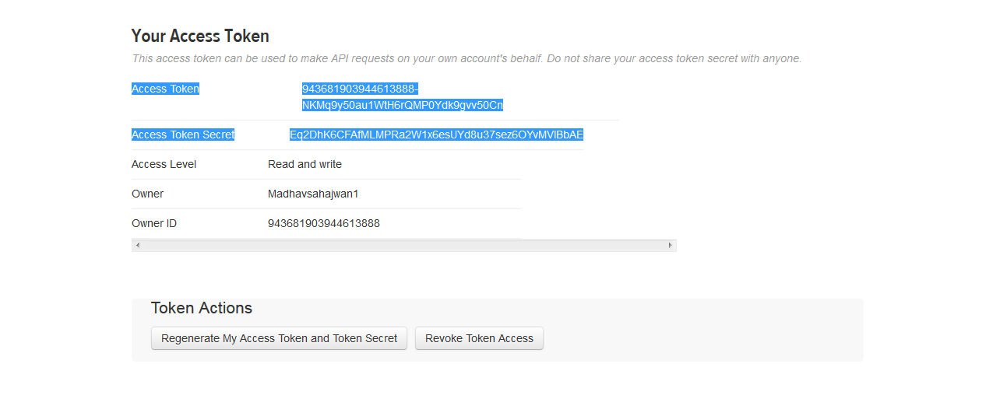 Your Access Token
This access token can be used to make API requests on your own account's behalf. Do not share your access token secret with anyone.
Access Token 943681903944613888-
NKMq9y50au1WtH6rQMP0Ydk9gvv50Cn
Access Token Secret
Access Level Read and write
Owner Madhavsahajwan1
Owner ID 943681903944613888
Token Actions
Regenerate My Access Token and Token Secret Revoke Token Access